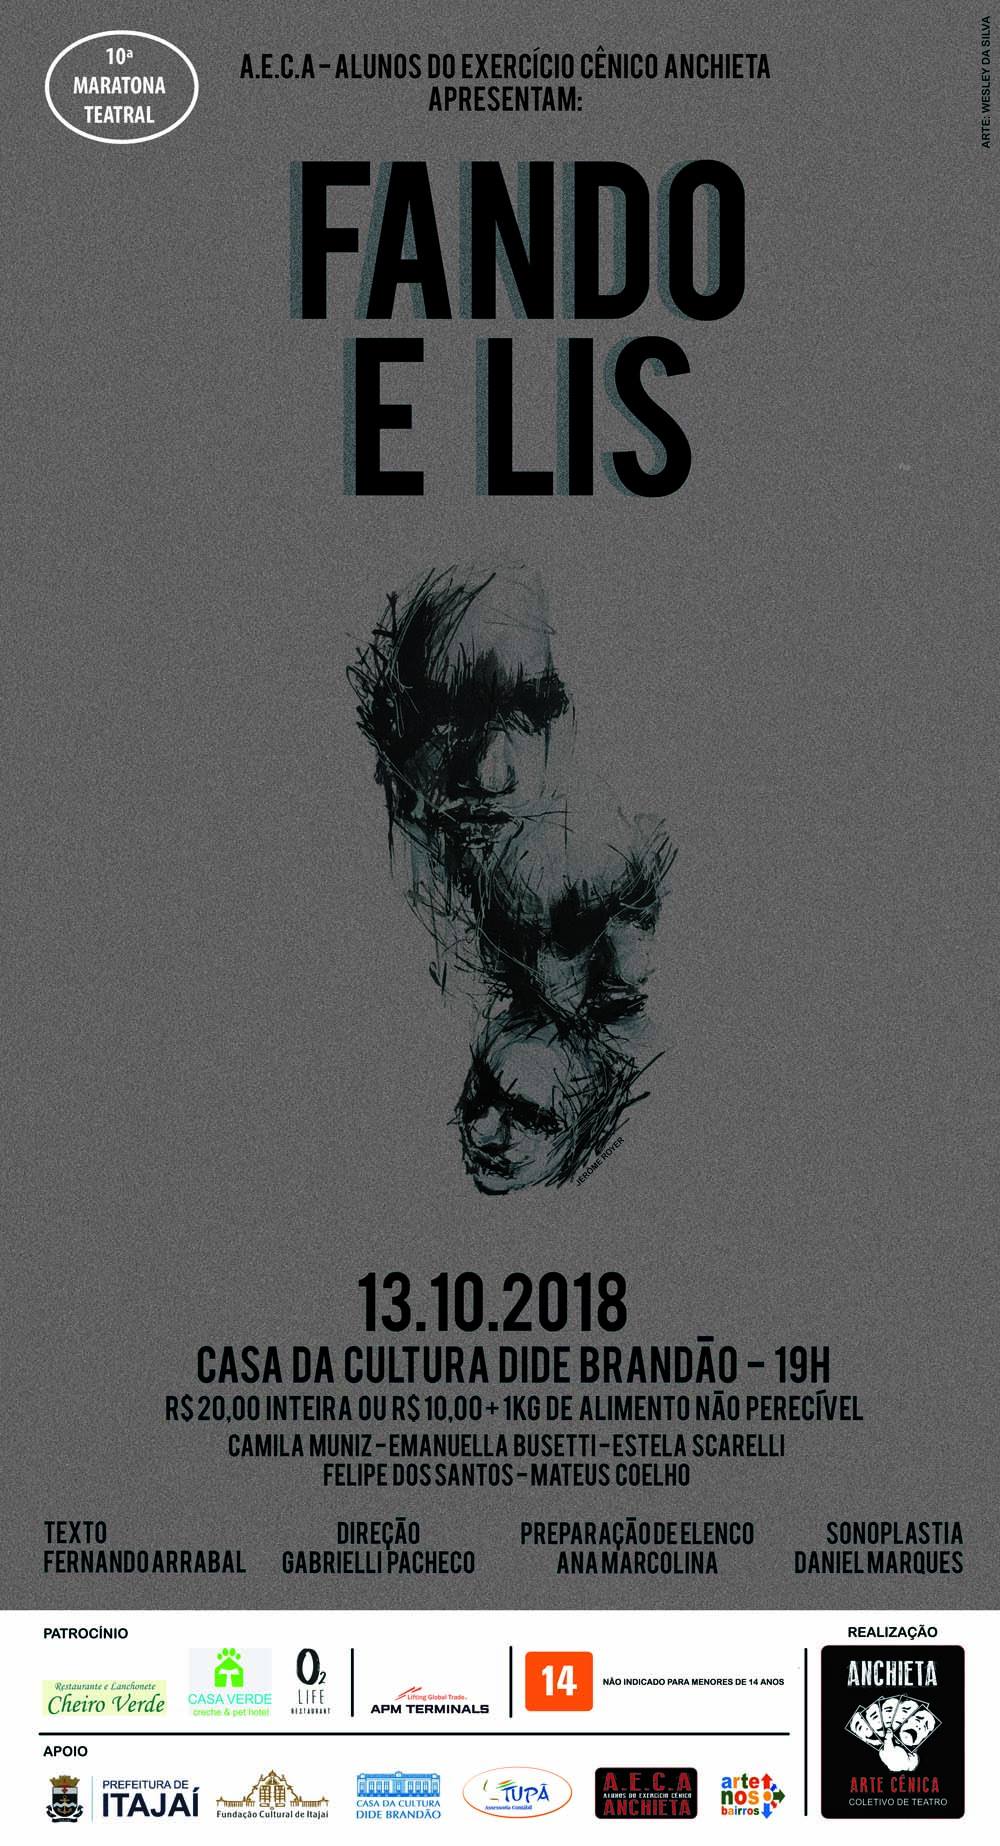 10ª
MARATONA
TEATRAL
A.E.C.A – ALUNOS DO EXERCÍCIO CÊNICO ANCHIETA
APRESENTAM:
ARTE: WESLEY DA SILVA
FANDO
E LIS
JÉRÔME ROYER
13.10.2018
CASA DA CULTURA DIDE BRANDÃO – 19H
R$ 20,00 INTEIRA OU R$ 10,00 + 1KG DE ALIMENTO NÃO PERECÍVEL
CAMILA MUNIZ – EMANUELLA BUSETTI – ESTELA SCARELLI
FELIPE DOS SANTOS – MATEUS COELHO
TEXTO
FERNANDO ARRABAL
DIREÇÃO
GABRIELLI PACHECO
PREPARAÇÃO DE ELENCO
ANA MARCOLINA
SONOPLASTIA
DANIEL MARQUES
PATROCÍNIO
Restaurante e Lanchonete
Cheiro Verde
CASA VERDE
creche & pet hotel
O2
LIFE
RESTAURANT
Lifting Global Trade.
APM TERMINALS
14
NÃO INDICADO PARA MENORES DE 14 ANOS
REALIZAÇÃO
ANCHIETA
ARTE CÊNICA
COLETIVO DE TEATRO
APOIO
PREFEITURA DE
ITAJAÍ
Fundação Cultural de Itajaí
CASA DA CULTURA
DIDE BRANDÃO
TUPÃ
Assessoria Contábil
A.E.C.A
ALUNOS DO EXERCÍCIO CÊNICO
ANCHIETA
arte
nos
bairros